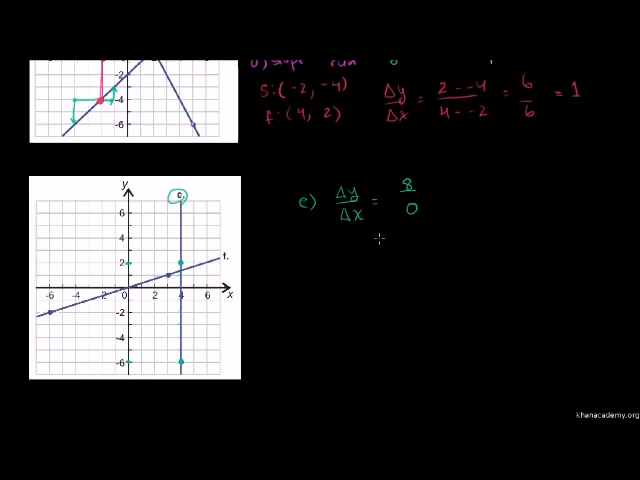 b) slope run
S: (-2, -4) Δy/Δx = 2 - -4 / 4 - -2 = 6/6 = 1
f: (4, 2)
-2
-4
-6
y
e.
6
4
2
f.
-6 -4 -2 0 2 4 6 x
-2
-4
-6
e) Δy/Δx = 8/0
khanacademy.org